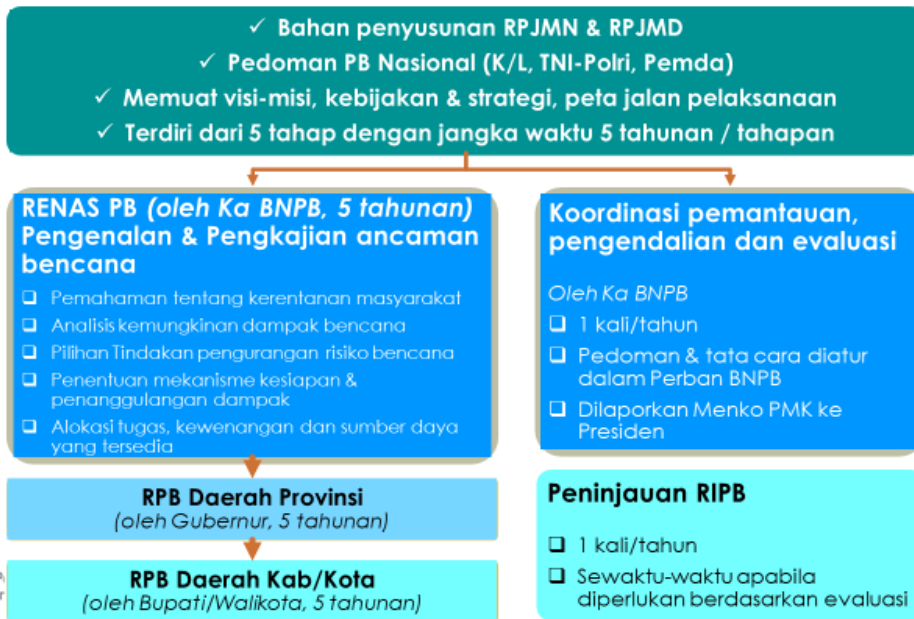 ✓ Bahan penyusunan RPJMN & RPJMD
✓ Pedoman PB Nasional (K/L, TNI-Polri, Pemda)
✓ Memuat visi-misi, kebijakan & strategi, peta jalan pelaksanaan
✓ Terdiri dari 5 tahap dengan jangka waktu 5 tahunan / tahapan
RENAS PB (oleh Ka BNPB, 5 tahunan)
Pengenalan & Pengkajian ancaman
bencana
❑ Pemahaman tentang kerentanan masyarakat
❑ Analisis kemungkinan dampak bencana
❑ Pilihan Tindakan pengurangan risiko bencana
❑ Penentuan mekanisme kesiapan &
penanggulangan dampak
❑ Alokasi tugas, kewenangan dan sumber daya
yang tersedia
RPB Daerah Provinsi
(oleh Gubernur, 5 tahunan)
RPB Daerah Kab/Kota
(oleh Bupati/Walikota, 5 tahunan)
Koordinasi pemantauan,
pengendalian dan evaluasi
Oleh Ka BNPB
❑ 1 kali/tahun
❑ Pedoman & tata cara diatur
dalam Perban BNPB
❑ Dilaporkan Menko PMK ke
Presiden
Peninjauan RIPB
❑ 1 kali/tahun
❑ Sewaktu-waktu apabila
diperlukan berdasarkan evaluasi